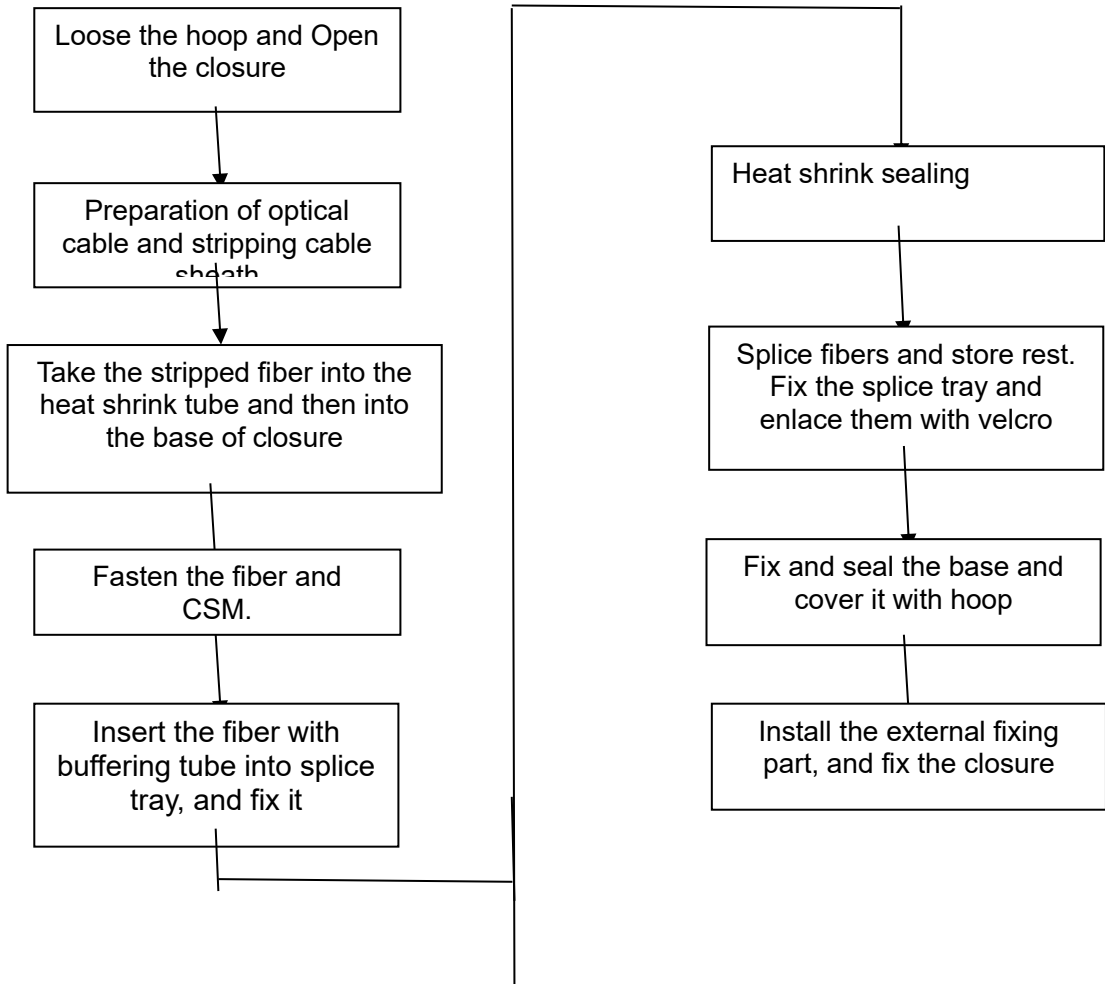 Loose the hoop and Open
the closure
Preparation of optical
cable and stripping cable
sheath
Take the stripped fiber into the
heat shrink tube and then into
the base of closure
Fasten the fiber and
CSM.
Insert the fiber with
buffering tube into splice
tray, and fix it
Heat shrink sealing
Splice fibers and store rest.
Fix the splice tray and
enlace them with velcro
Fix and seal the base and
cover it with hoop
Install the external fixing
part, and fix the closure